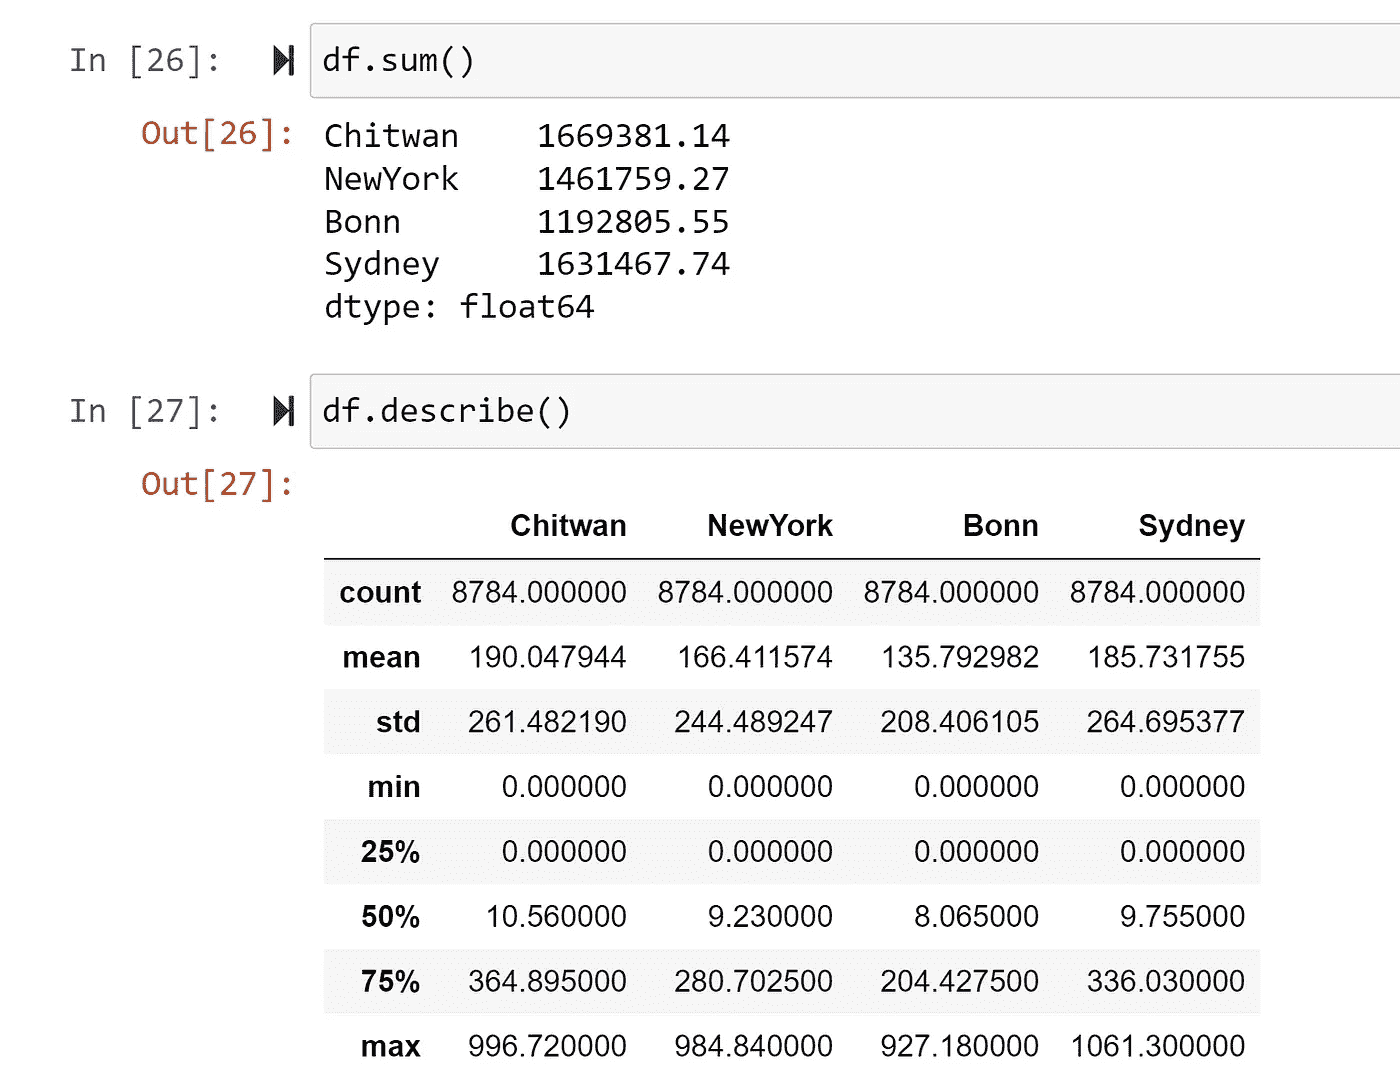 In [26]: df.sum()
Out[26]: Chitwan 1669381.14
NewYork 1461759.27
Bonn 1192805.55
Sydney 1631467.74
dtype: float64
In [27]: df.describe()
Out[27]:
Chitwan NewYork Bonn Sydney
count 8784.000000 8784.000000 8784.000000 8784.000000
mean 190.047944 166.411574 135.792982 185.731755
std 261.482190 244.489247 208.406105 264.695377
min 0.000000 0.000000 0.000000 0.000000
25% 0.000000 0.000000 0.000000 0.000000
50% 10.560000 9.230000 8.065000 9.755000
75% 364.895000 280.702500 204.427500 336.030000
max 996.720000 984.840000 927.180000 1061.300000